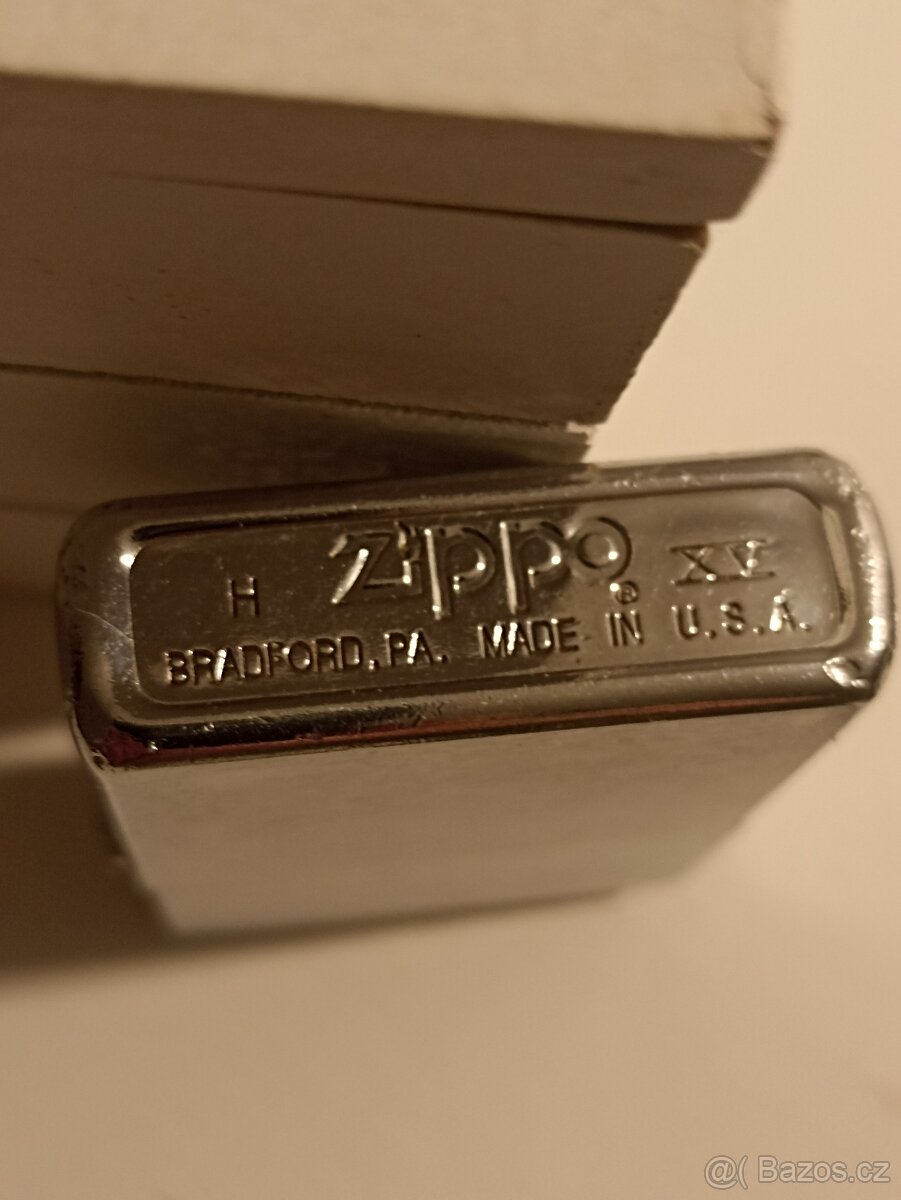 H Zippo® XV
BRADFORD,PA. MADE IN U.S.A.
@( Bazos.cz